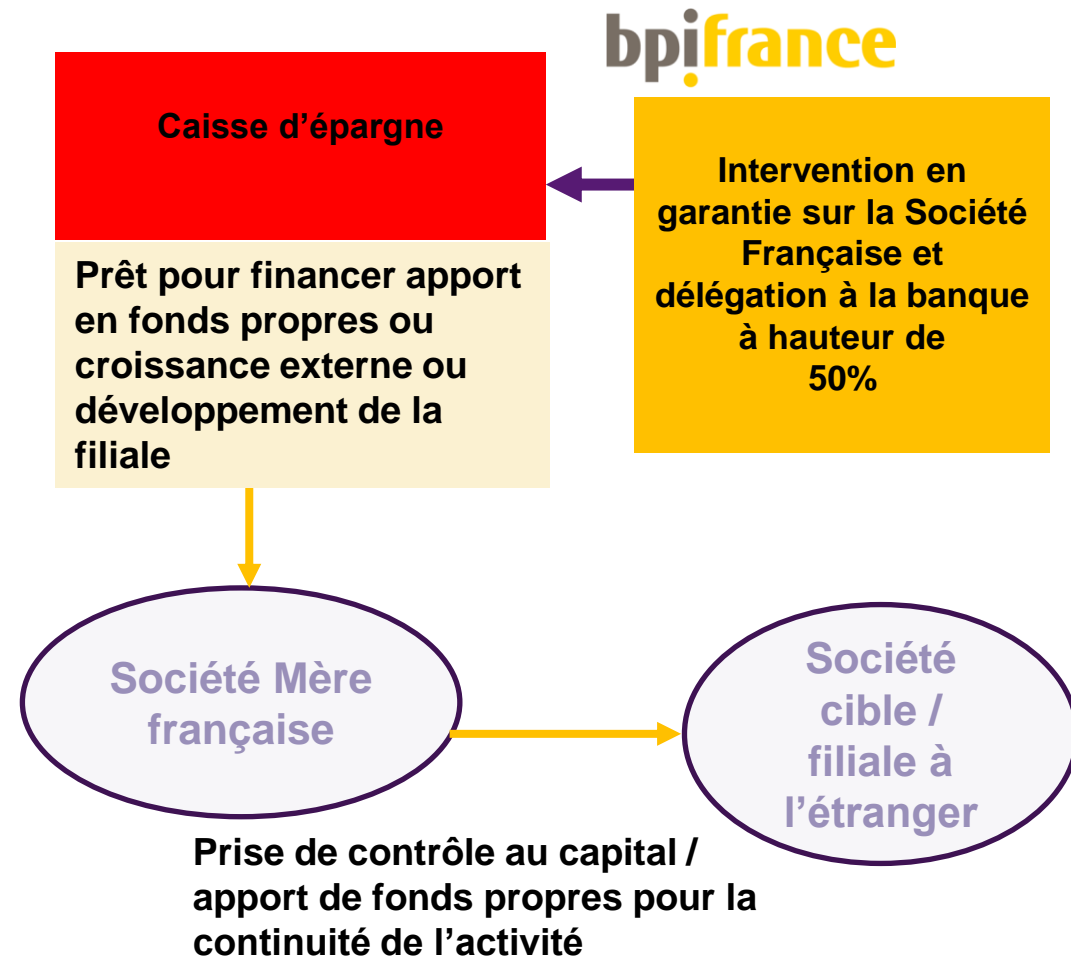 bpifrance
Caisse d’épargne
Intervention en
garantie sur la Société
Française et
délégation à la banque
à hauteur de
50%
Prêt pour financer apport
en fonds propres ou
croissance externe ou
développement de la
filiale
Société Mère
française
Société
cible /
filiale à
l’étranger
Prise de contrôle au capital /
apport de fonds propres pour la
continuité de l’activité